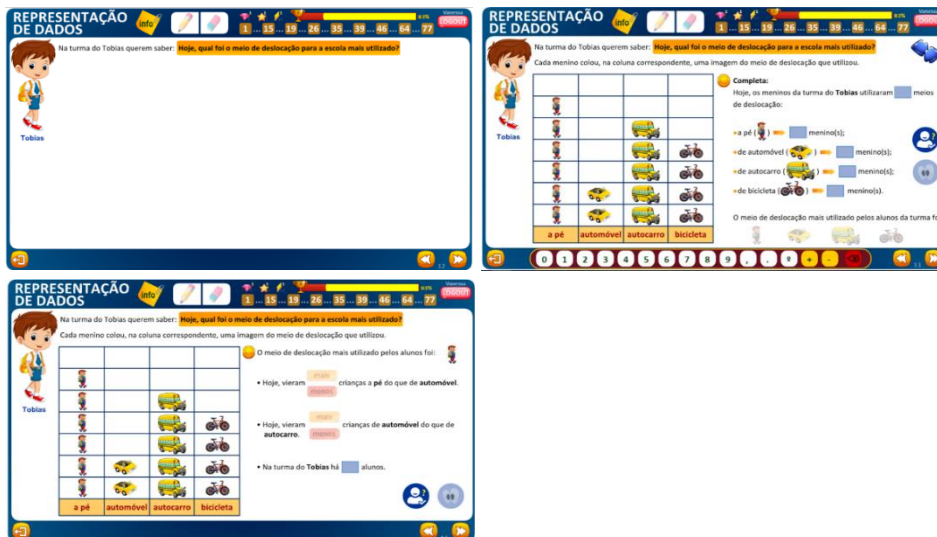 REPRESENTAÇÃO
DE DADOS
info
1 ... 15 ... 19 ... 26 ... 35 ... 39 ... 46 ... 64 ... 77
Vanessa
LOGOUT
Na turma do Tobias querem saber: Hoje, qual foi o meio de deslocação para a escola mais utilizado?
Tobias
12
REPRESENTAÇÃO
DE DADOS
info
1 ... 15 ... 19 ... 26 ... 35 ... 39 ... 46 ... 64 ... 77
Vanessa
LOGOUT
Na turma do Tobias querem saber: Hoje, qual foi o meio de deslocação para a escola mais utilizado?
Cada menino colou, na coluna correspondente, uma imagem do meio de deslocação que utilizou.
Tobias
Completa:
Hoje, os meninos da turma do Tobias utilizaram meios
de deslocação:
•a pé ( ) menino(s);
•de automóvel ( ) menino(s);
•de autocarro ( ) menino(s);
•de bicicleta ( ) menino(s).
O meio de deslocação mais utilizado pelos alunos da turma fo
a pé automóvel autocarro bicicleta
0 1 2 3 4 5 6 7 8 9 , . º + -
13
REPRESENTAÇÃO
DE DADOS
info
1 ... 15 ... 19 ... 26 ... 35 ... 39 ... 46 ... 64 ... 77
Vanessa
LOGOUT
Na turma do Tobias querem saber: Hoje, qual foi o meio de deslocação para a escola mais utilizado?
Cada menino colou, na coluna correspondente, uma imagem do meio de deslocação que utilizou.
Tobias
O meio de deslocação mais utilizado pelos alunos foi:
mais
• Hoje, vieram crianças a pé do que de automóvel.
menos
mais
• Hoje, vieram crianças de automóvel do que de
autocarro. menos
• Na turma do Tobias há alunos.
a pé automóvel autocarro bicicleta